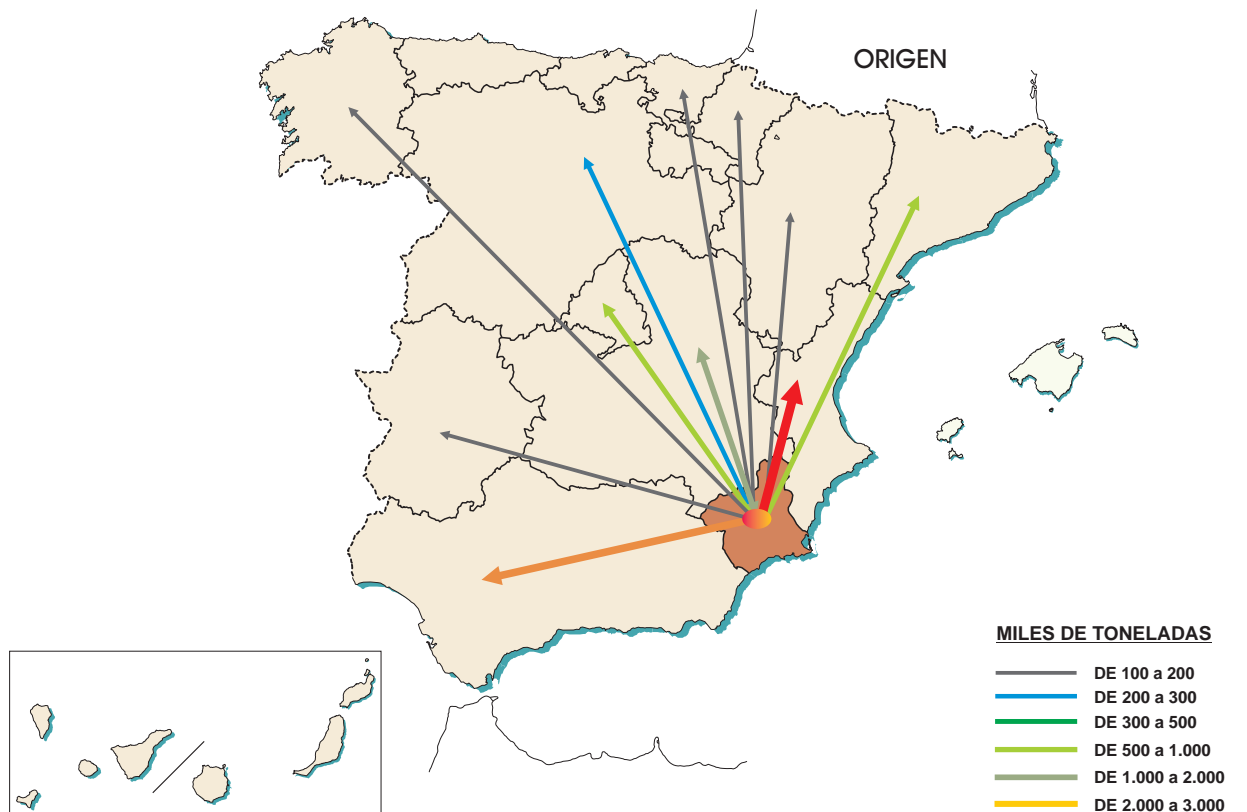 ORIGEN
MILES DE TONELADAS
DE 100 a 200
DE 200 a 300
DE 300 a 500
DE 500 a 1.000
DE 1.000 a 2.000
DE 2.000 a 3.000